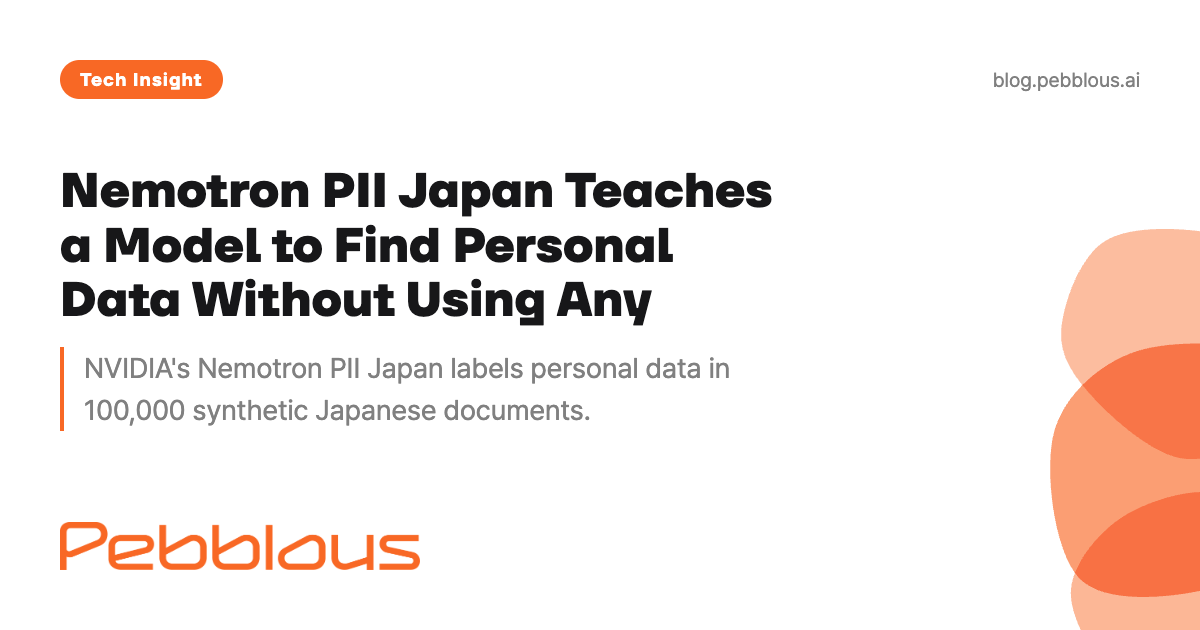 Tech Insight
blog.pebblous.ai
Nemotron PII Japan Teaches
a Model to Find Personal
Data Without Using Any
NVIDIA's Nemotron PII Japan labels personal data in
100,000 synthetic Japanese documents.
Pebblous